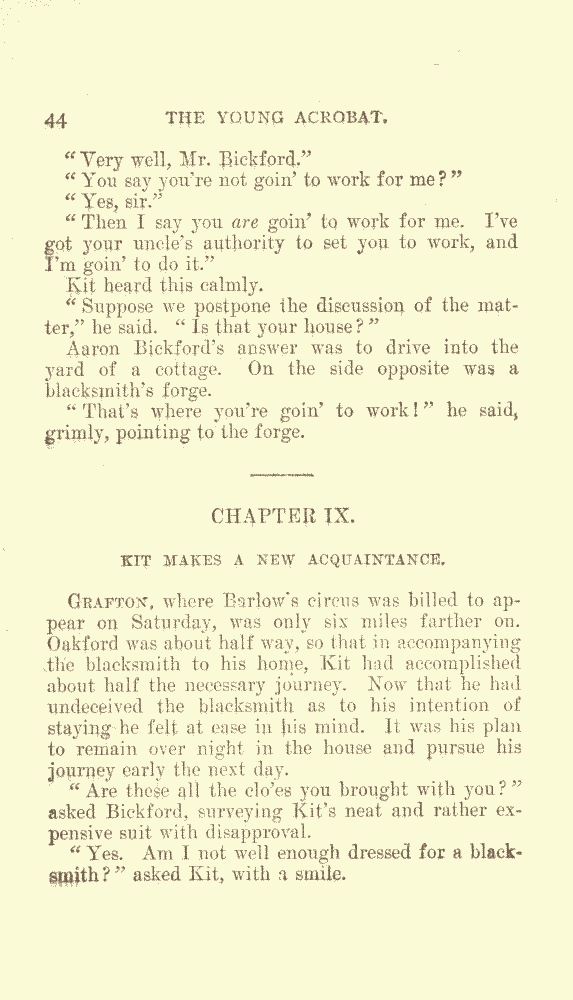 44 THE YOUNG ACROBAT.
“Very well, Mr. Bickford.”
“You say you're not goin' to work for me?”
“Yes, sir.”
“Then I say you are goin' to work for me. I've
got your uncle's authority to set you to work, and
I'm goin' to do it.”
Kit heard this calmly.
“Suppose we postpone the discussion of the mat-
ter,” he said. “Is that your house?”
Aaron Bickford's answer was to drive into the
yard of a cottage. On the side opposite was a
blacksmith's forge.
“That's where you're goin' to work!” he said,
grimly, pointing to the forge.
CHAPTER IX.
KIT MAKES A NEW ACQUAINTANCE.
GRAFTON, where Barlow's circus was billed to ap-
pear on Saturday, was only six miles farther on.
Oakford was about half way, so that in accompanying
the blacksmith to his home, Kit had accomplished
about half the necessary journey. Now that he had
undeceived the blacksmith as to his intention of
staying he felt at ease in his mind. It was his plan
to remain over night in the house and pursue his
journey early the next day.
“Are these all the clo'es you brought with you?”
asked Bickford, surveying Kit's neat and rather ex-
pensive suit with disapproval.
“Yes. Am I not well enough dressed for a black-
smith?” asked Kit, with a smile.